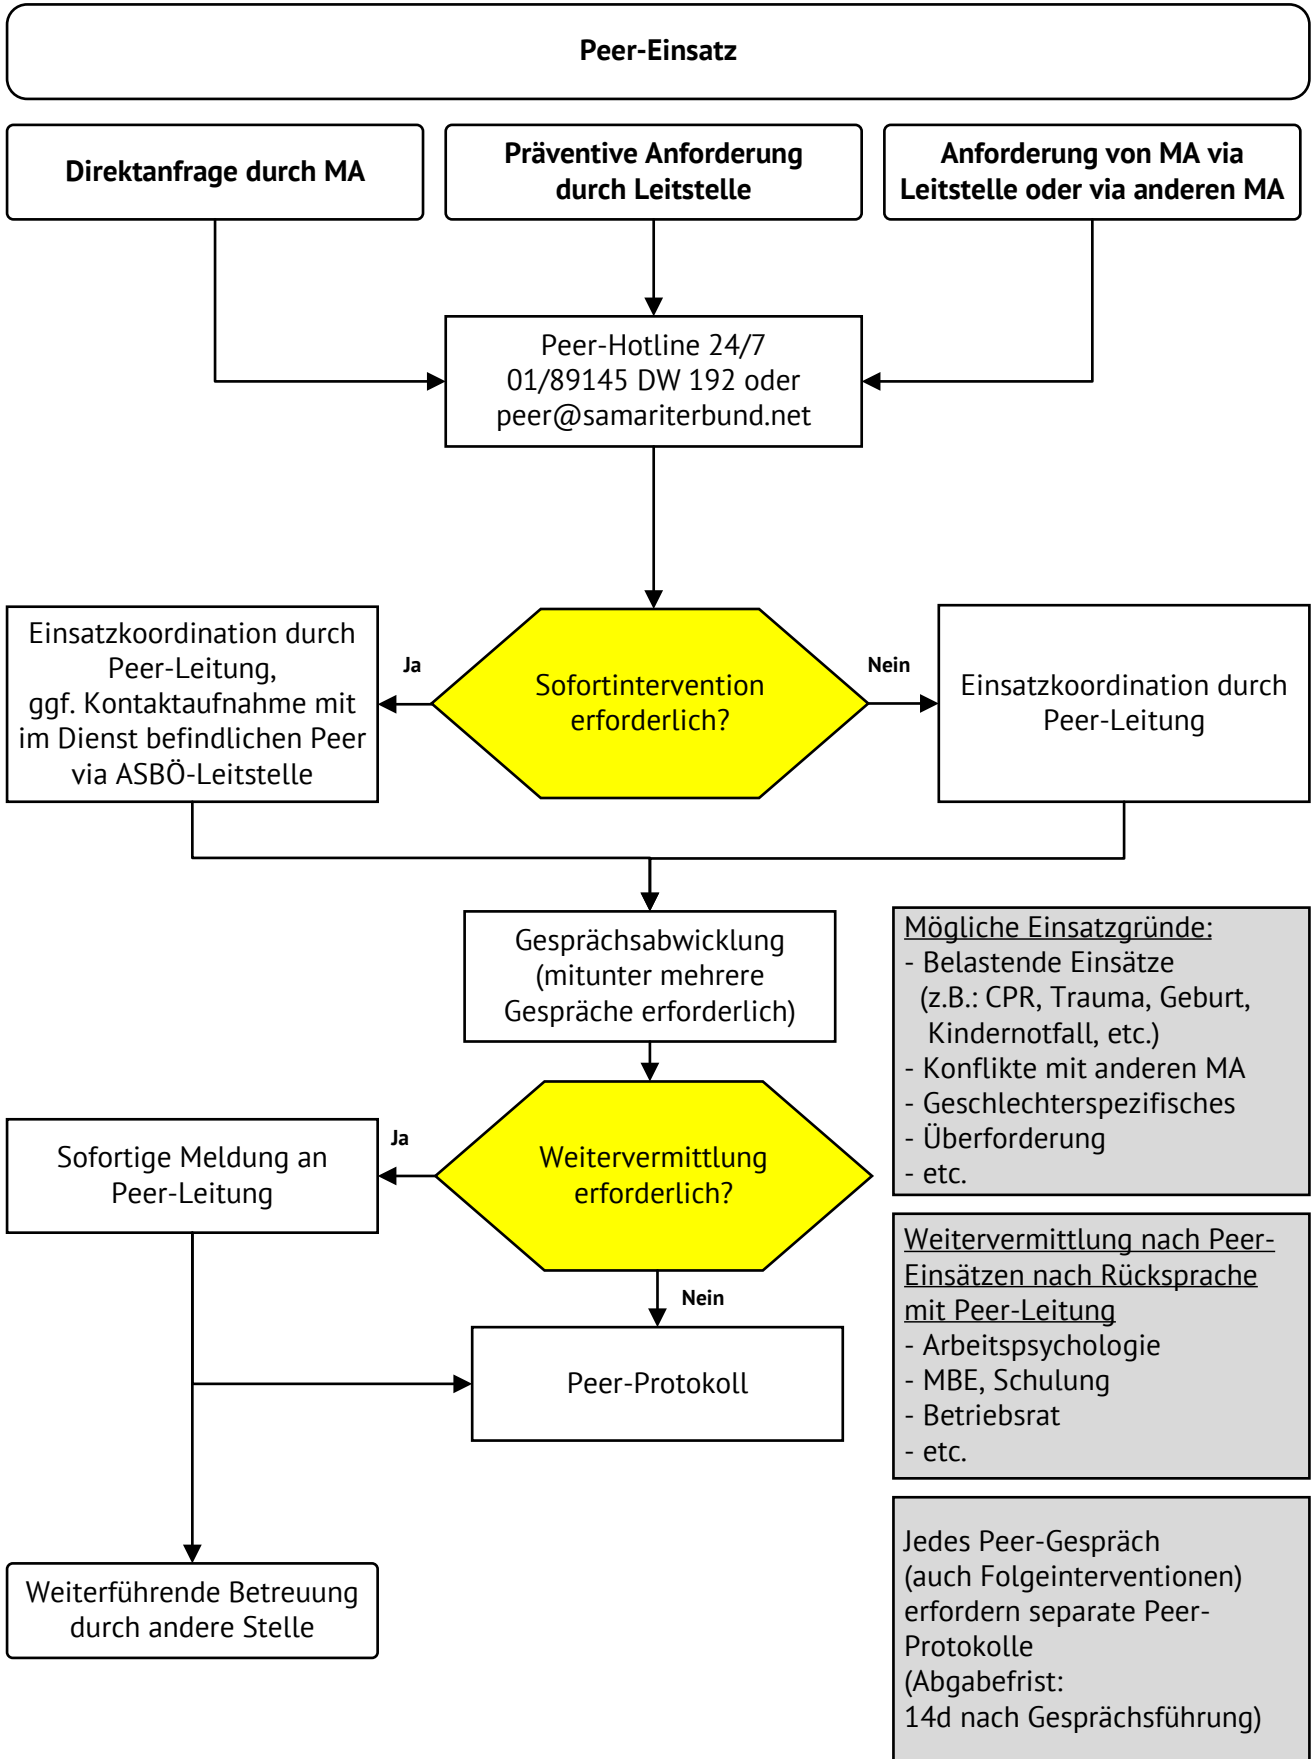 Peer-Einsatz
Direktanfrage durch MA
Präventive Anforderung
durch Leitstelle
Anforderung von MA via
Leitstelle oder via anderen MA
Peer-Hotline 24/7
01/89145 DW 192 oder
peer@samariterbund.net
Einsatzkoordination durch
Peer-Leitung,
ggf. Kontaktaufnahme mit
im Dienst befindlichen Peer
via ASBÖ-Leitstelle
Ja
Sofortintervention
erforderlich?
Nein
Einsatzkoordination durch
Peer-Leitung
Gesprächsabwicklung
(mitunter mehrere
Gespräche erforderlich)
Mögliche Einsatzgründe:
- Belastende Einsätze
(z.B.: CPR, Trauma, Geburt,
Kindernotfall, etc.)
- Konflikte mit anderen MA
- Geschlechterspezifisches
- Überforderung
- etc.
Sofortige Meldung an
Peer-Leitung
Ja
Weitervermittlung
erforderlich?
Nein
Peer-Protokoll
Weitervermittlung nach Peer-
Einsätzen nach Rücksprache
mit Peer-Leitung
- Arbeitspsychologie
- MBE, Schulung
- Betriebsrat
- etc.
Weiterführende Betreuung
durch andere Stelle
Jedes Peer-Gespräch
(auch Folgeinterventionen)
erfordern separate Peer-
Protokolle
(Abgabefrist:
14d nach Gesprächsführung)